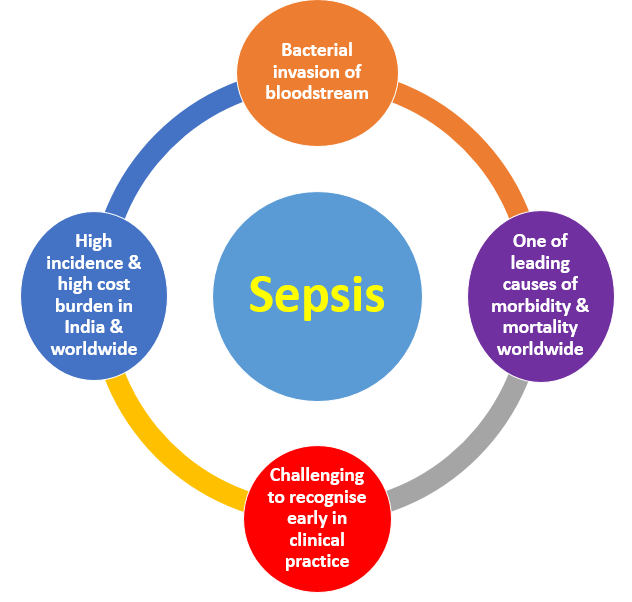 Bacterial
invasion of
bloodstream
High
incidence &
high cost
burden in
India &
worldwide
Sepsis
One of
leading
causes of
morbidity &
mortality
worldwide
Challenging
to recognise
early in
clinical
practice